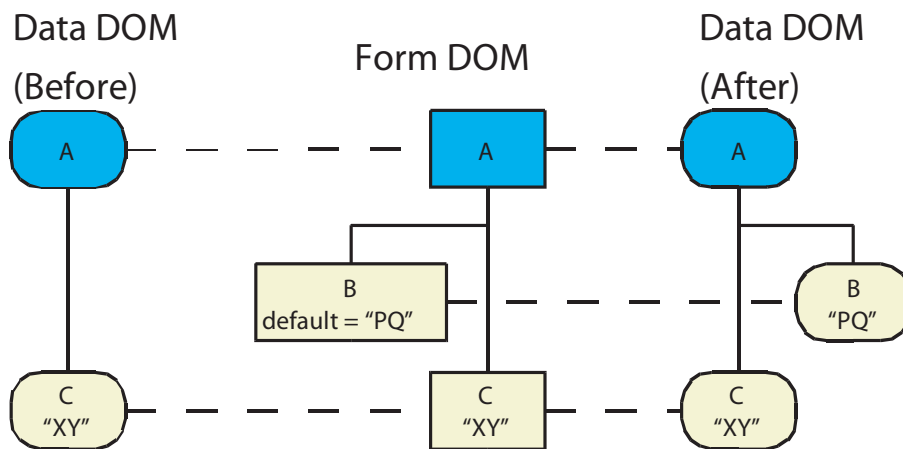 Data DOM
(Before)
Form DOM
Data DOM
(After)
A
A
A
B
default = “PQ”
B
“PQ”
C
“XY”
C
“XY”
C
“XY”